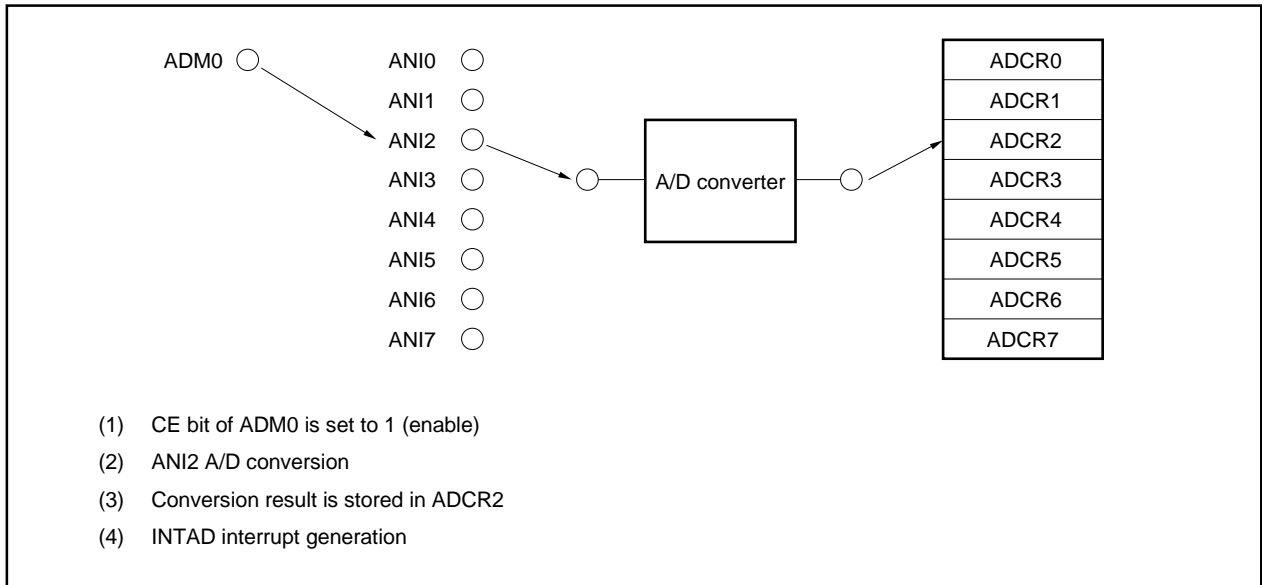 ADM0
ANI0
ANI1
ANI2
ANI3
ANI4
ANI5
ANI6
ANI7
A/D converter
ADCR0
ADCR1
ADCR2
ADCR3
ADCR4
ADCR5
ADCR6
ADCR7
(1) CE bit of ADM0 is set to 1 (enable)
(2) ANI2 A/D conversion
(3) Conversion result is stored in ADCR2
(4) INTAD interrupt generation